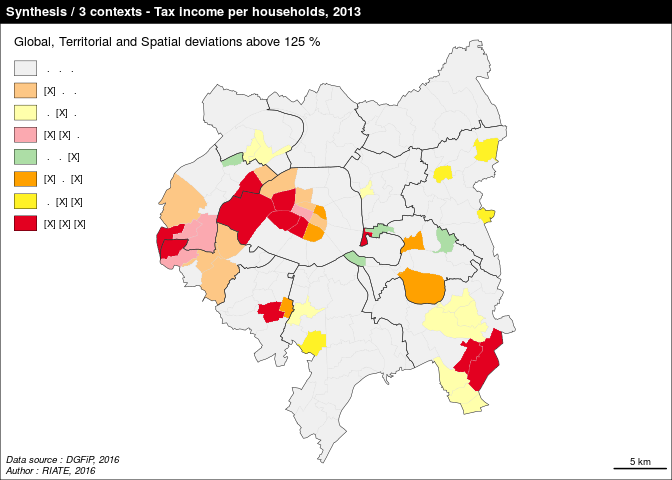 Synthesis / 3 contexts - Tax income per households, 2013
Global, Territorial and Spatial deviations above 125 %
. . .
[X] . .
. [X] .
[X] [X] .
. . [X]
[X] . [X]
. [X] [X]
[X] [X] [X]
Data source : DGFiP, 2016
Author : RIATE, 2016
5 km